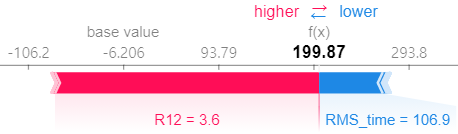 higher ⇄ lower
base value f(x)
-106.2 -6.206 93.79 199.87 293.8
R12 = 3.6 RMS_time = 106.9